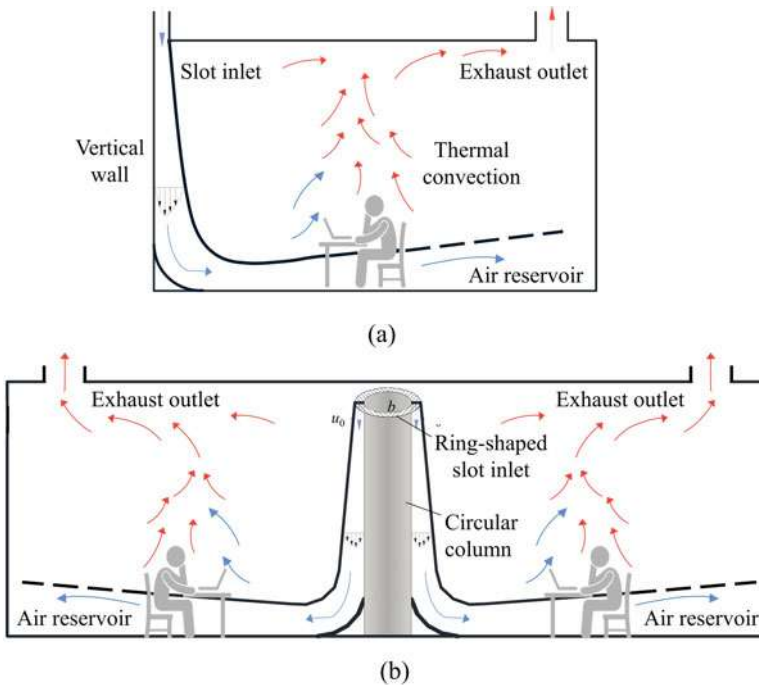 Slot inlet
Exhaust outlet
Vertical
wall
Thermal
convection
Air reservoir
(a)
Exhaust outlet
b
Exhaust outlet
u₀
Ring-shaped
slot inlet
Circular
column
Air reservoir
Air reservoir
(b)